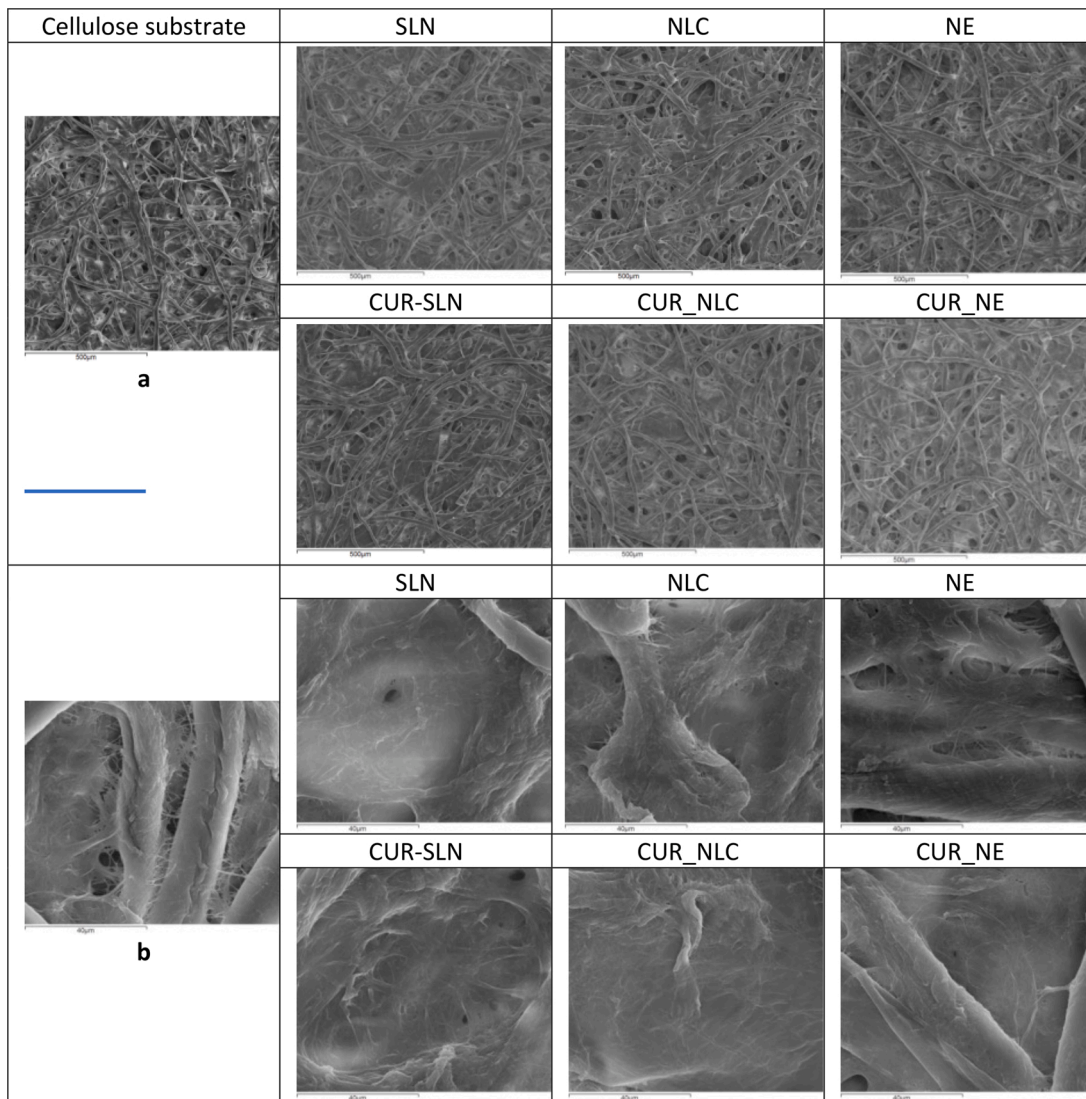 Cellulose substrate SLN NLC NE
500µm 500µm 500µm
500µm
CUR-SLN CUR_NLC CUR_NE
a
500µm 500µm 500µm
SLN NLC NE
40µm 40µm 40µm
CUR-SLN CUR_NLC CUR_NE
40µm
b
40µm 40µm 40µm